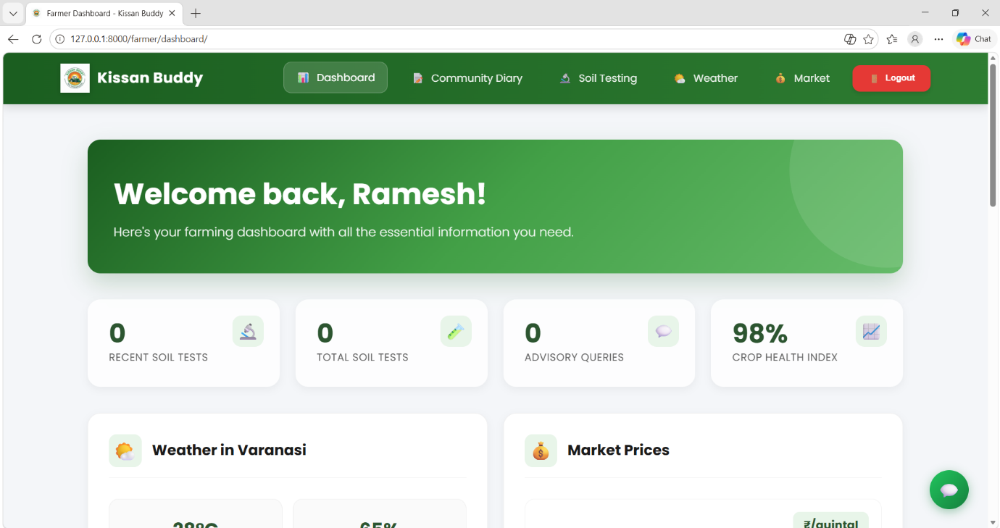 Farmer Dashboard - Kissan Buddy
127.0.0.1:8000/farmer/dashboard/
Chat
Kissan Buddy
Dashboard
Community Diary
Soil Testing
Weather
Market
Logout
Welcome back, Ramesh!
Here's your farming dashboard with all the essential information you need.
0
RECENT SOIL TESTS
0
TOTAL SOIL TESTS
0
ADVISORY QUERIES
98%
CROP HEALTH INDEX
Weather in Varanasi
Market Prices
28°C
65%
₹/quintal